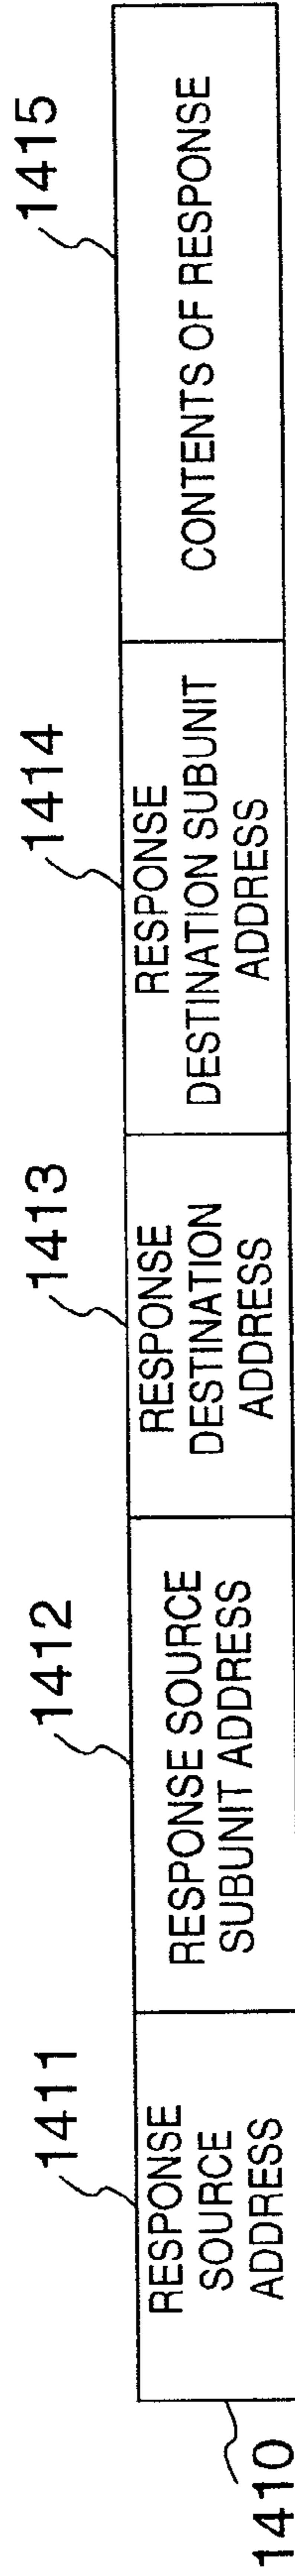 1410
1411
RESPONSE
SOURCE
ADDRESS
1412
RESPONSE SOURCE
SUBUNIT ADDRESS
1413
RESPONSE
DESTINATION
ADDRESS
1414
RESPONSE
DESTINATION SUBUNIT
ADDRESS
1415
CONTENTS OF RESPONSE